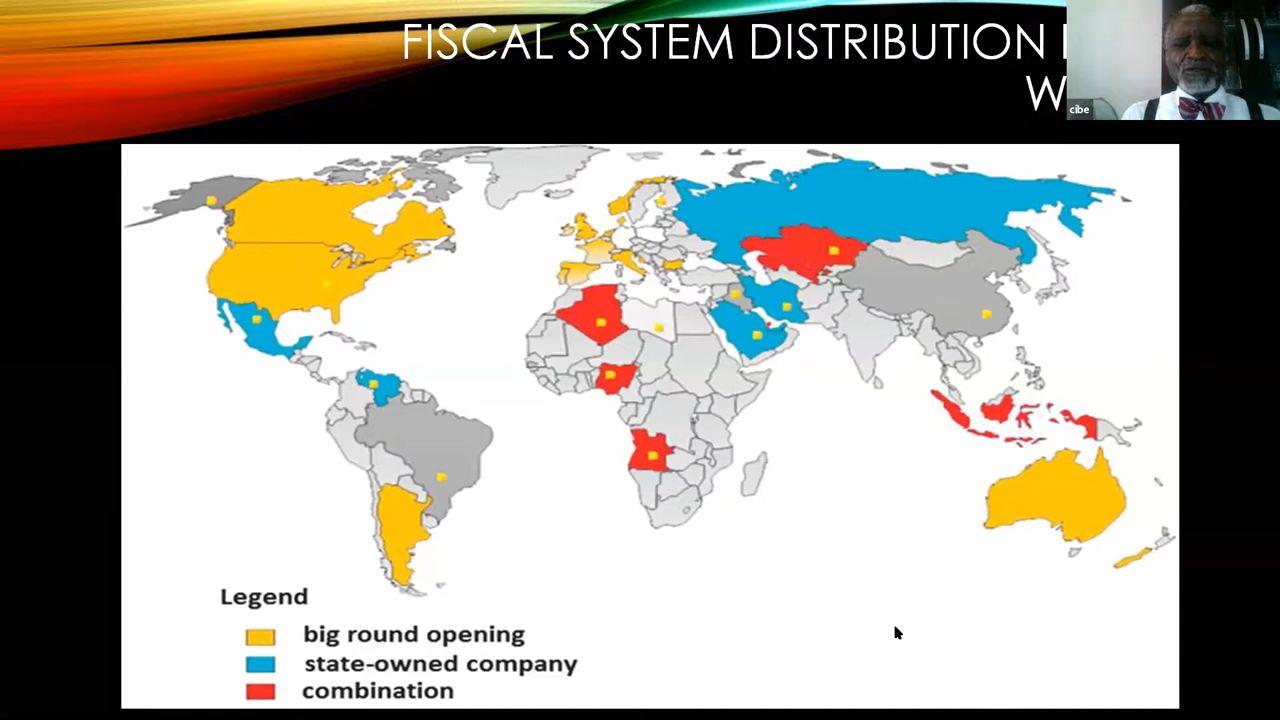 FISCAL SYSTEM DISTRIBUTION
cibe
Legend
big round opening
state-owned company
combination